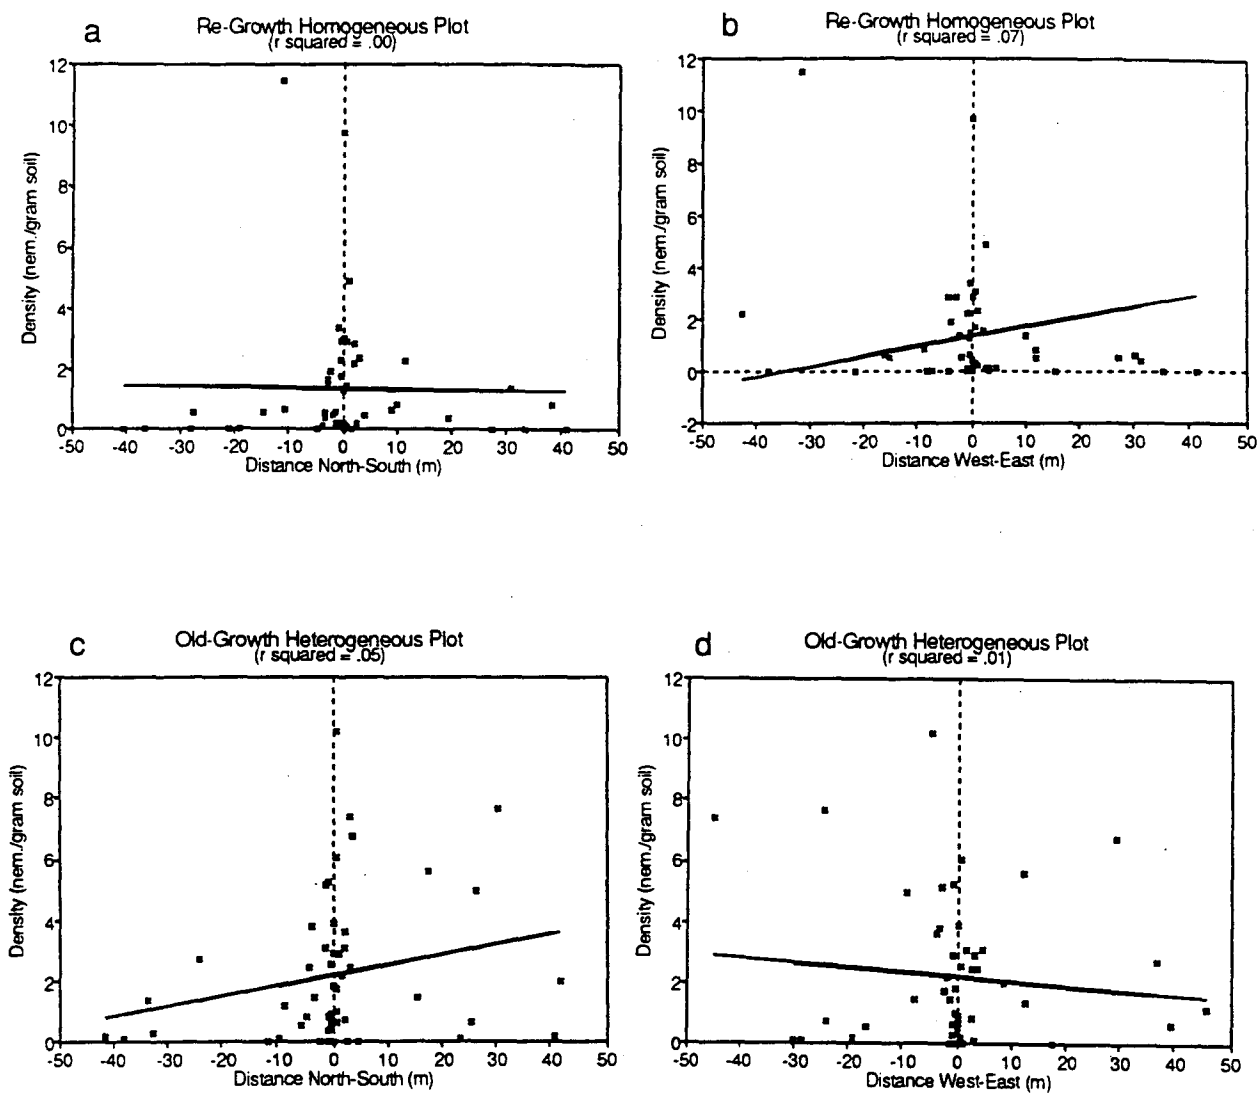 a
Re-Growth Homogeneous Plot
(r squared = .00)
12
10
8
6
4
2
0
Density (nem./gram soil)
-50 -40 -30 -20 -10 0 10 20 30 40 50
Distance North-South (m)
b
Re-Growth Homogeneous Plot
(r squared = .07)
12
10
8
6
4
2
0
-2
Density (nem./gram soil)
-50 -40 -30 -20 -10 0 10 20 30 40 50
Distance West-East (m)
c
Old-Growth Heterogeneous Plot
(r squared = .05)
12
10
8
6
4
2
0
Density (nem./gram soil)
-50 -40 -30 -20 -10 0 10 20 30 40 50
Distance North-South (m)
d
Old-Growth Heterogeneous Plot
(r squared = .01)
12
10
8
6
4
2
0
Density (nem./gram soil)
-50 -40 -30 -20 -10 0 10 20 30 40 50
Distance West-East (m)